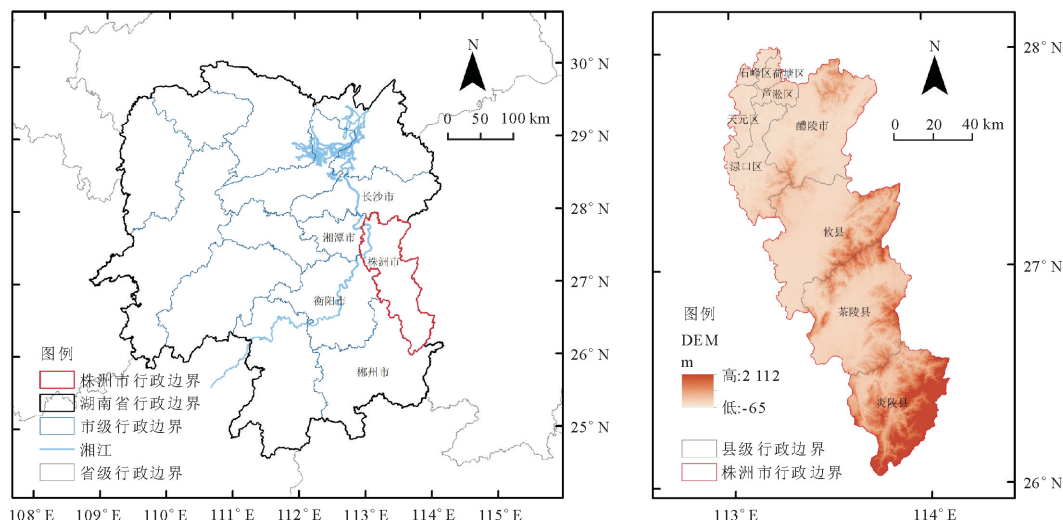 N
0 50 100 km
30° N
29° N
28° N
27° N
26° N
25° N
长沙市
湘潭市
株洲市
衡阳市
郴州市
图例
株洲市行政边界
湖南省行政边界
市级行政边界
湘江
省级行政边界
108° E
109° E
110° E
111° E
112° E
113° E
114° E
115° E
N
0 20 40 km
28° N
27° N
26° N
石峰区
荷塘区
芦淞区
天元区
醴陵市
渌口区
攸县
茶陵县
炎陵县
图例
DEM
m
高:2 112
低:-65
县级行政边界
株洲市行政边界
113° E
114° E